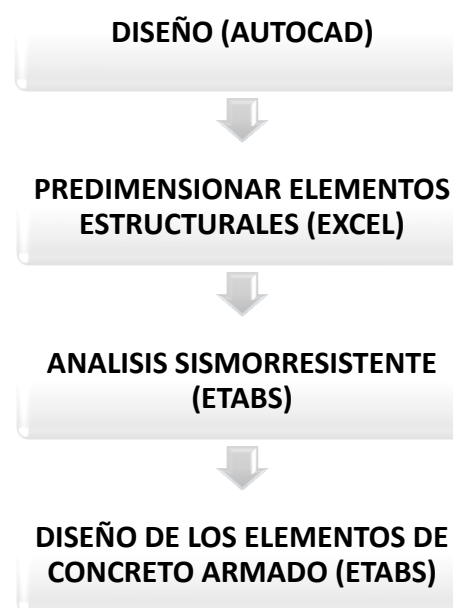 DISEÑO (AUTOCAD)
PREDIMENSIONAR ELEMENTOS
ESTRUCTURALES (EXCEL)
ANALISIS SISMORRESISTENTE
(ETABS)
DISEÑO DE LOS ELEMENTOS DE
CONCRETO ARMADO (ETABS)